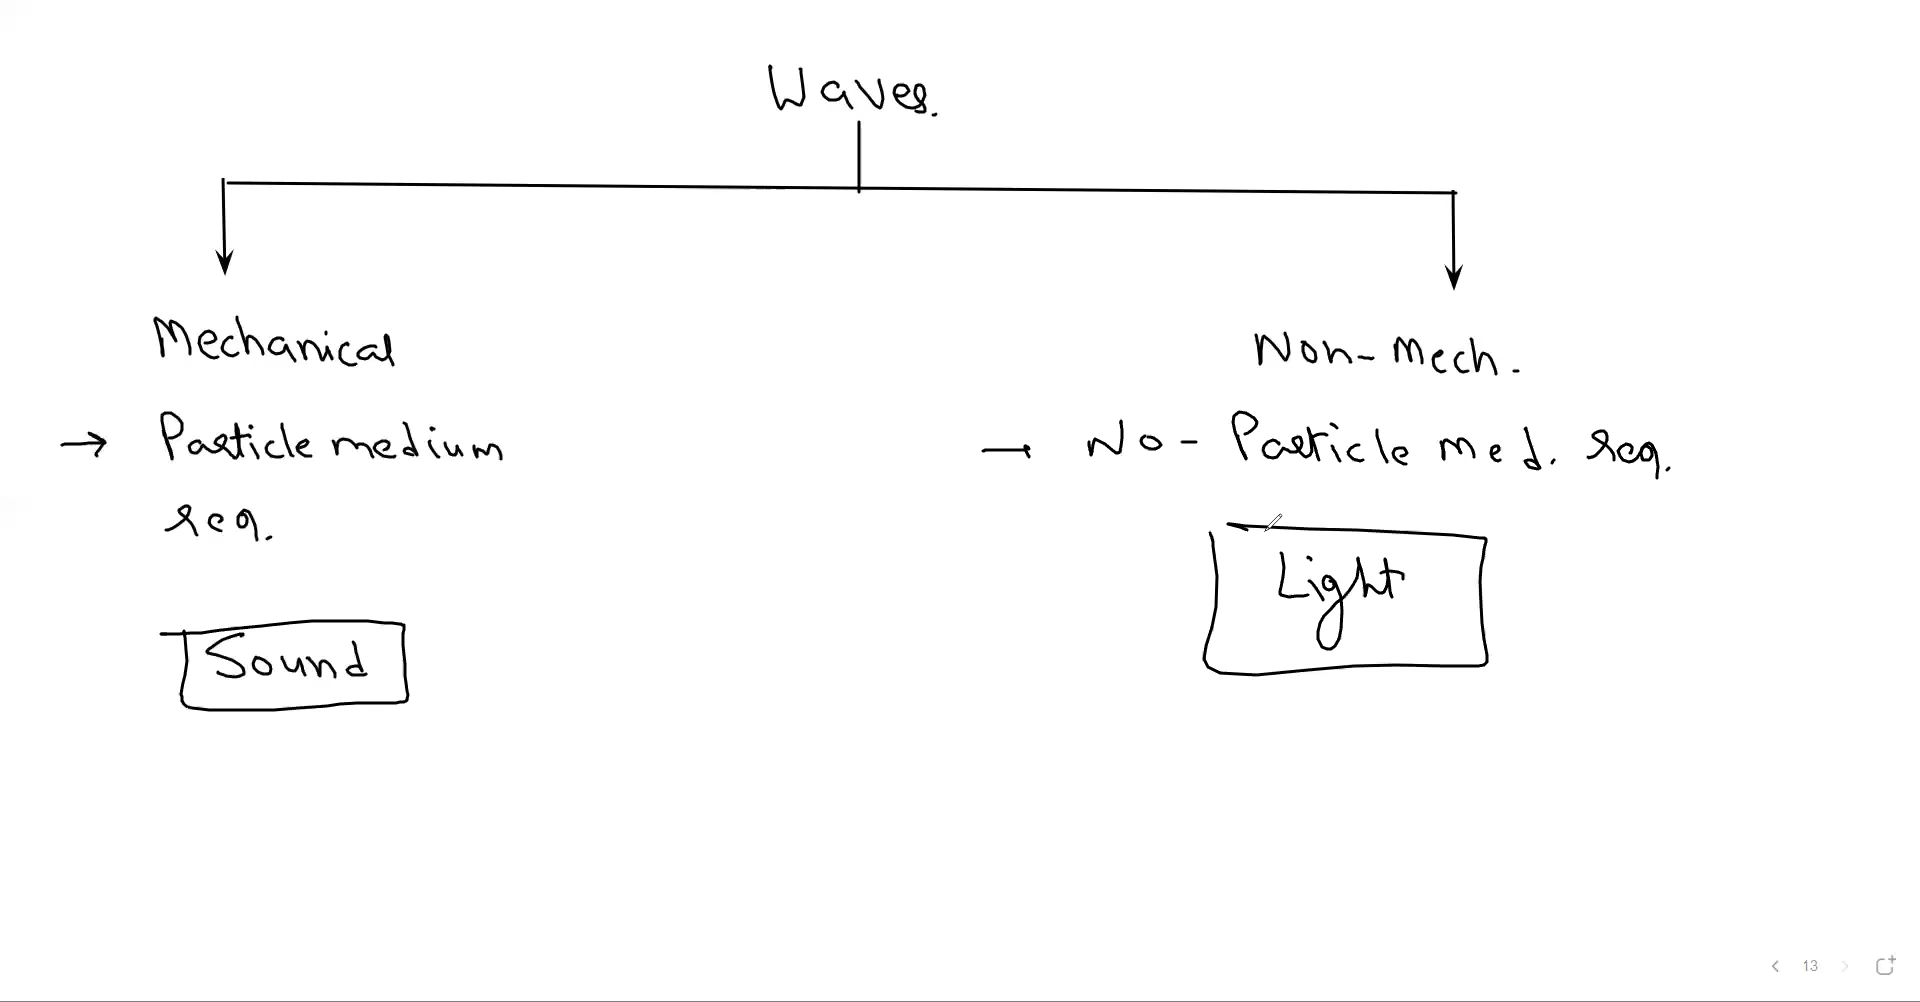 Waves.
Mechanical
Non-Mech.
→ Particle medium
req.
→ No - Particle med. req.
Sound
Light
< 13 >